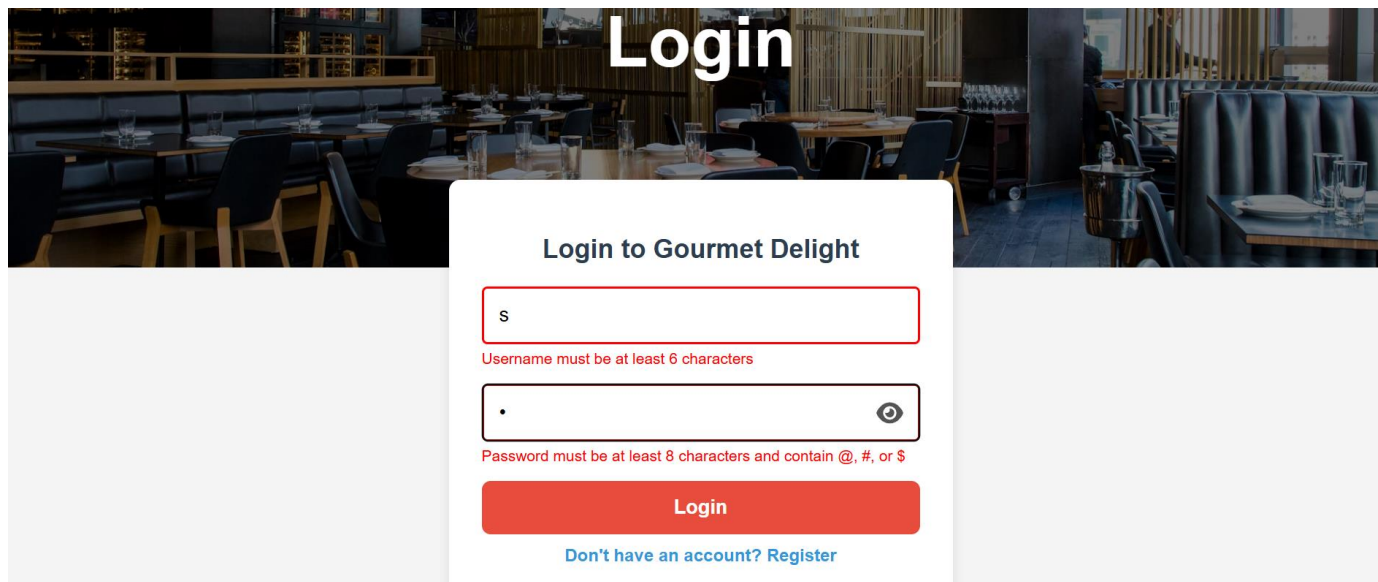 Login
Login to Gourmet Delight
s
Username must be at least 6 characters
•
Password must be at least 8 characters and contain @, #, or $
Login
Don't have an account? Register